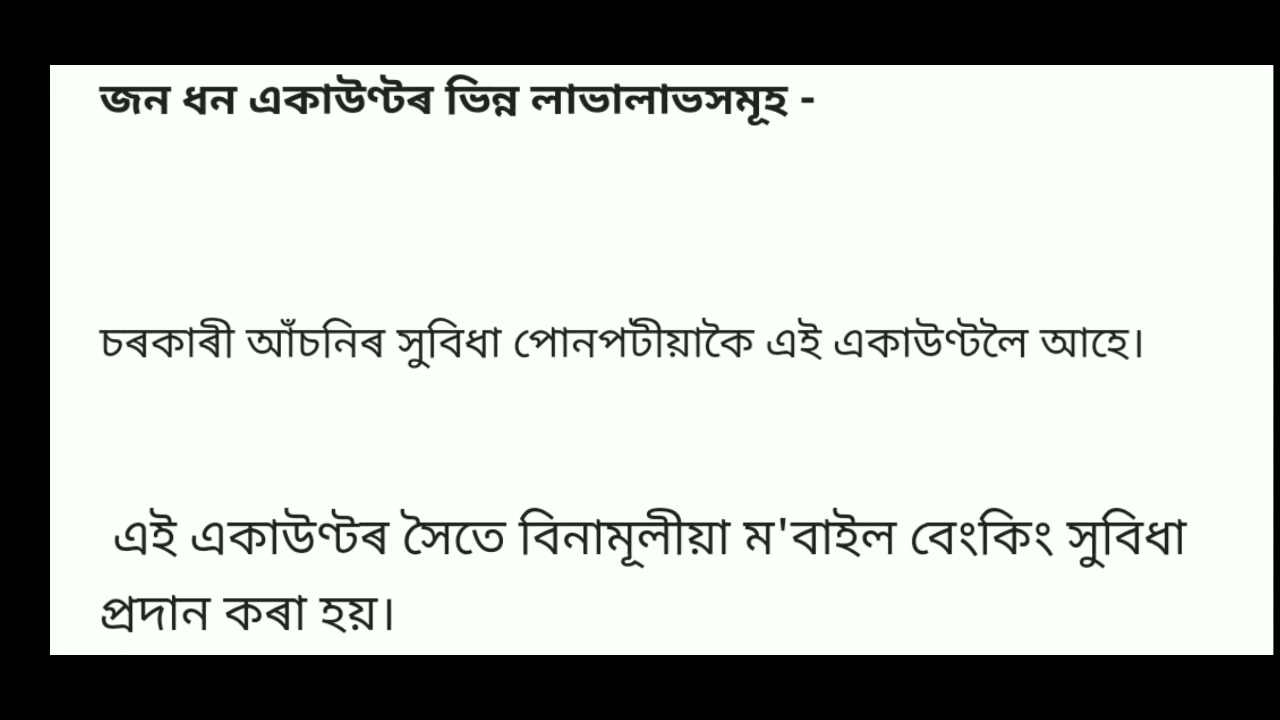 জন ধন একাউণ্টৰ ভিন্ন লাভালাভসমূহ -
চৰকাৰী আঁচনিৰ সুবিধা পোনপটীয়াকৈ এই একাউণ্টলৈ আহে।
এই একাউণ্টৰ সৈতে বিনামূলীয়া ম'বাইল বেংকিং সুবিধা
প্ৰদান কৰা হয়।